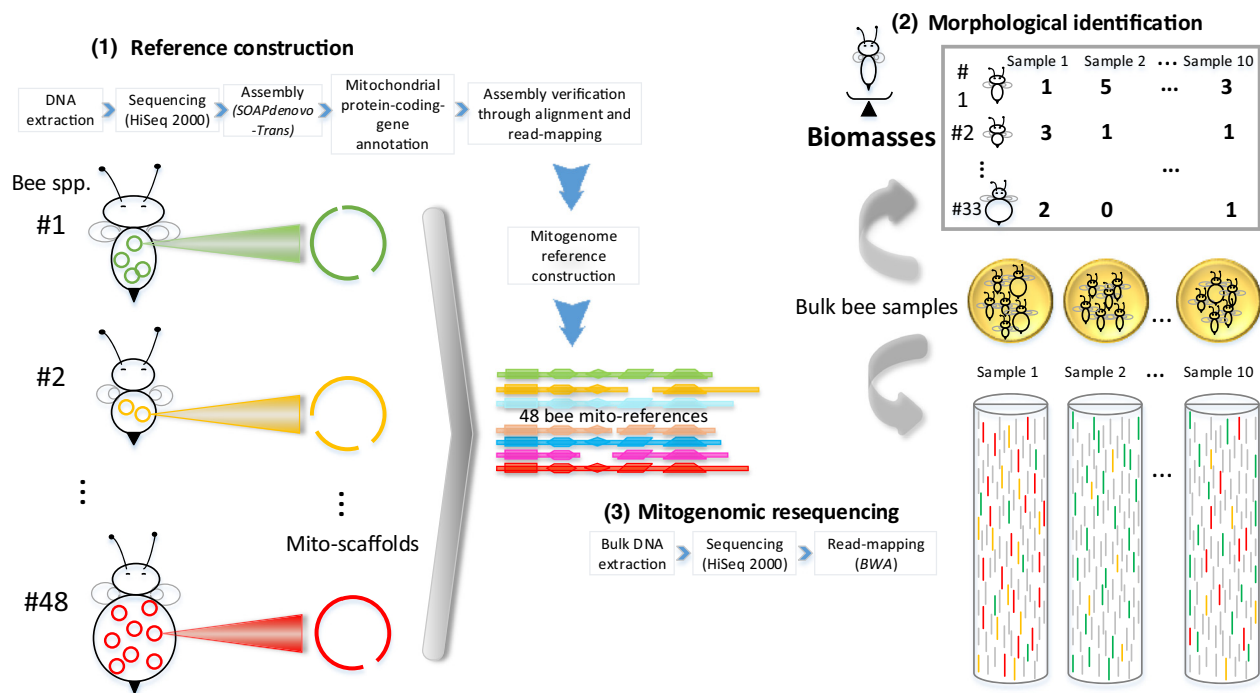 (1) Reference construction
DNA
extraction
Sequencing
(HiSeq 2000)
Assembly
(SOAPdenovo
-Trans)
Mitochondrial
protein-coding-
gene
annotation
Assembly verification
through alignment and
read-mapping
Mitogenome
reference
construction
Bee spp.
#1
#2
⋮
⋮
#48
Mito-scaffolds
48 bee mito-references
(2) Morphological identification
Biomasses
Sample 1 Sample 2 ... Sample 10
#
1
1 5 ... 3
#2 3 1 1
⋮ ...
#33 2 0 1
Bulk bee samples
...
Sample 1 Sample 2 ... Sample 10
...
(3) Mitogenomic resequencing
Bulk DNA
extraction
Sequencing
(HiSeq 2000)
Read-mapping
(BWA)